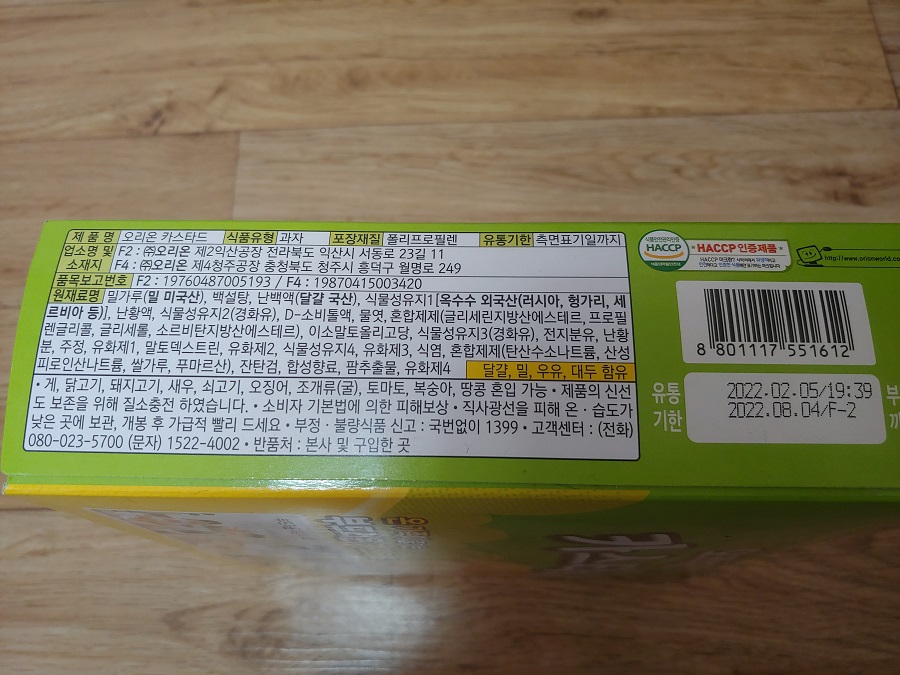 제 품 명 오리온 카스타드 식품유형 과자 포장재질 폴리프로필렌 유통기한 측면표기일까지
업소명 및 소재지 F2 : ㈜오리온 제2익산공장 전라북도 익산시 서동로 23길 11
F4 : ㈜오리온 제4청주공장 충청북도 청주시 흥덕구 월명로 249
품목보고번호 F2 : 19760487005193 / F4 : 19870415003420
원재료명 밀가루(밀 미국산), 백설탕, 난백액(달걀 국산), 식물성유지1[옥수수 외국산(러시아, 헝가리, 세
르비아 등)], 난황액, 식물성유지2(경화유), D-소비톨액, 물엿, 혼합제제(글리세린지방산에스테르, 프로필
렌글리콜, 글리세롤, 소르비탄지방산에스테르), 이소말토올리고당, 식물성유지3(경화유), 전지분유, 난황
분, 주정, 유화제1, 말토덱스트린, 유화제2, 식물성유지4, 유화제3, 식염, 혼합제제(탄산수소나트륨, 산성
피로인산나트륨, 쌀가루, 푸마르산), 잔탄검, 합성향료, 팜추출물, 유화제4
달걀, 밀, 우유, 대두 함유
• 게, 닭고기, 돼지고기, 새우, 쇠고기, 오징어, 조개류(굴), 토마토, 복숭아, 땅콩 혼입 가능 • 제품의 신선
도 보존을 위해 질소충전 하였습니다. • 소비자 기본법에 의한 피해보상 • 직사광선을 피해 온 · 습도가
낮은 곳에 보관, 개봉 후 가급적 빨리 드세요 • 부정 · 불량식품 신고 : 국번없이 1399 • 고객센터 : (전화)
080-023-5700 (문자) 1522-4002 • 반품처 : 본사 및 구입한 곳
HACCP
HACCP 인증제품
http://www.orionworld.co
8 801117 551612
유통
기한
2022.02.05/19:39
2022.08.04/F-2